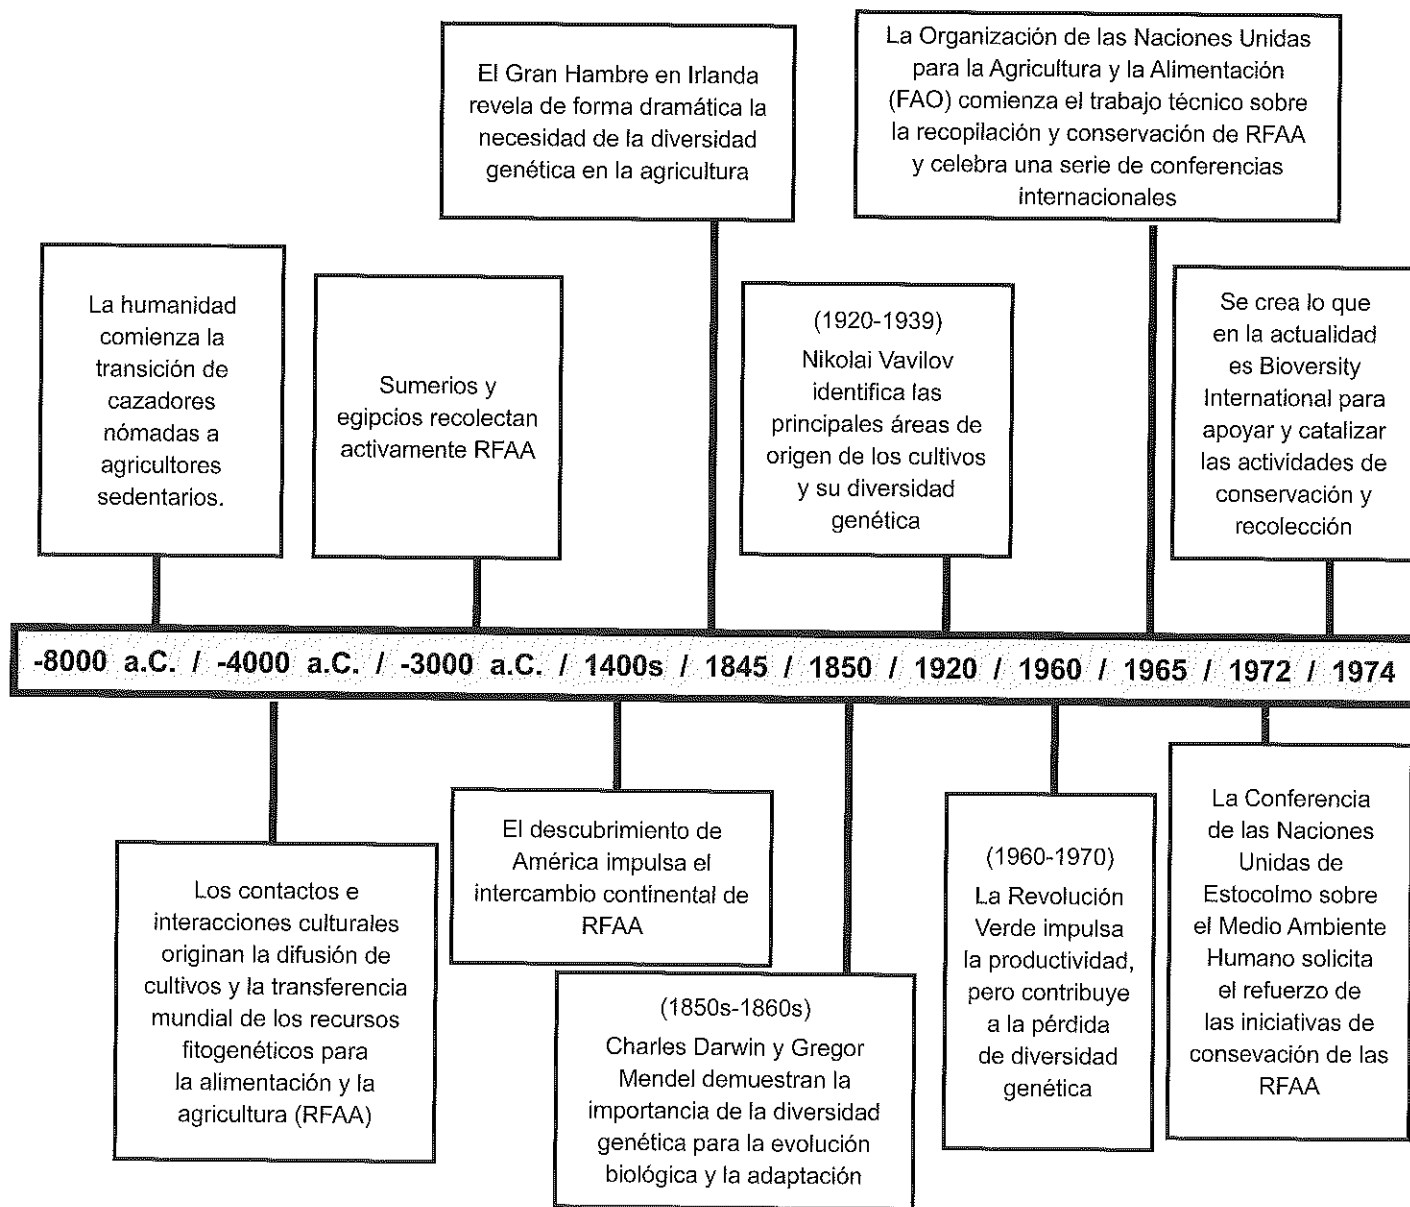 El Gran Hambre en Irlanda
revela de forma dramática la
necesidad de la diversidad
genética en la agricultura
La Organización de las Naciones Unidas
para la Agricultura y la Alimentación
(FAO) comienza el trabajo técnico sobre
la recopilación y conservación de RFAA
y celebra una serie de conferencias
internacionales
La humanidad
comienza la
transición de
cazadores
nómadas a
agricultores
sedentarios.
Sumerios y
egipcios recolectan
activamente RFAA
(1920-1939)
Nikolai Vavilov
identifica las
principales áreas de
origen de los cultivos
y su diversidad
genética
Se crea lo que
en la actualidad
es Bioversity
International para
apoyar y catalizar
las actividades de
conservación y
recolección
-8000 a.C. / -4000 a.C. / -3000 a.C. / 1400s / 1845 / 1850 / 1920 / 1960 / 1965 / 1972 / 1974
Los contactos e
interacciones culturales
originan la difusión de
cultivos y la transferencia
mundial de los recursos
fitogenéticos para
la alimentación y la
agricultura (RFAA)
El descubrimiento de
América impulsa el
intercambio continental de
RFAA
(1850s-1860s)
Charles Darwin y Gregor
Mendel demuestran la
importancia de la diversidad
genética para la evolución
biológica y la adaptación
(1960-1970)
La Revolución
Verde impulsa
la productividad,
pero contribuye
a la pérdida
de diversidad
genética
La Conferencia
de las Naciones
Unidas de
Estocolmo sobre
el Medio Ambiente
Humano solicita
el refuerzo de
las iniciativas de
consevación de las
RFAA